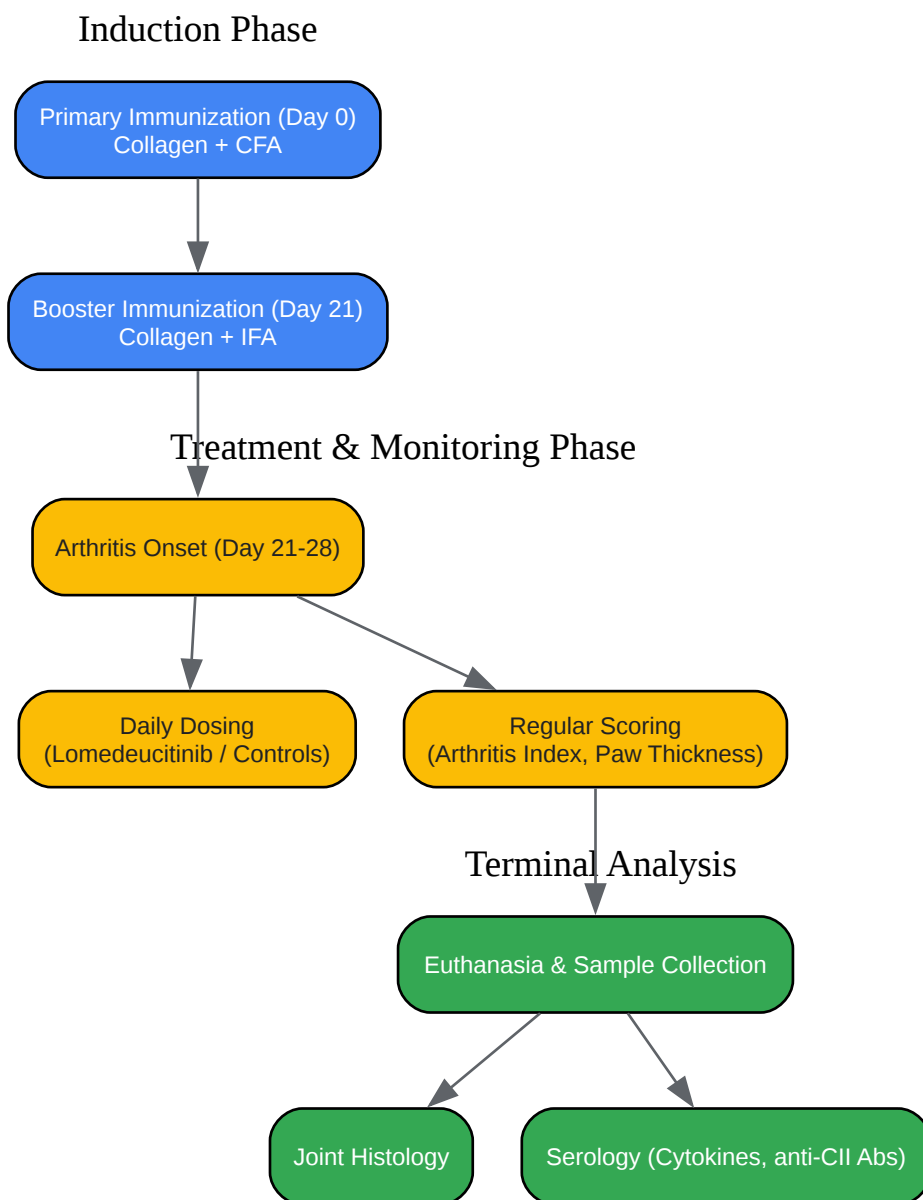 Induction Phase
Primary Immunization (Day 0)
Collagen + CFA
Booster Immunization (Day 21)
Collagen + IFA
Treatment & Monitoring Phase
Arthritis Onset (Day 21-28)
Daily Dosing
(Lomedeucitinib / Controls)
Regular Scoring
(Arthritis Index, Paw Thickness)
Terminal Analysis
Euthanasia & Sample Collection
Joint Histology
Serology (Cytokines, anti-CII Abs)